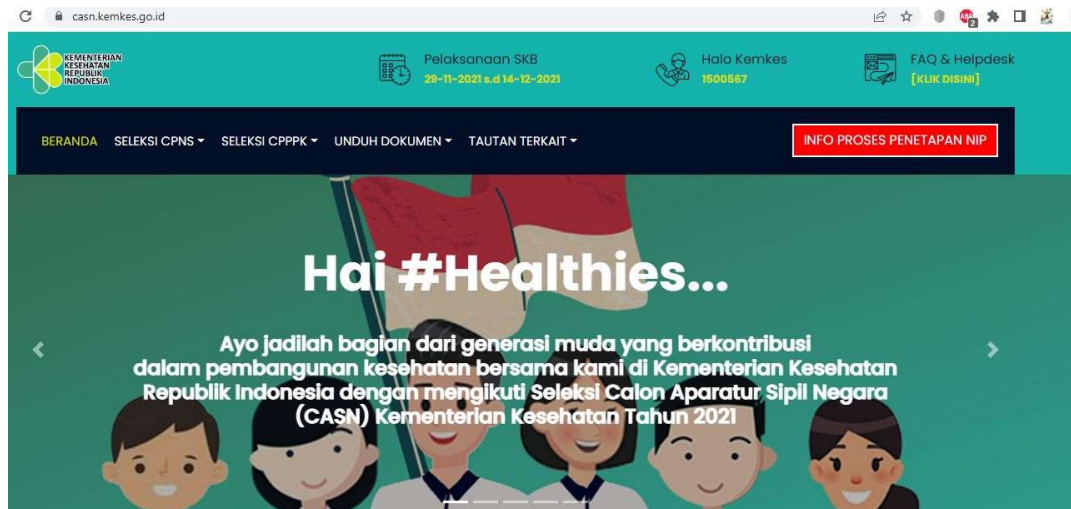 casn.kemkes.go.id
2
KEMENTERIAN
KESEHATAN
REPUBLIK
INDONESIA
Pelaksanaan SKB
29-11-2021 s.d 14-12-2021
Halo Kemkes
1500567
FAQ & Helpdesk
[KLIK DISINI]
BERANDA SELEKSI CPNS SELEKSI CPPPK UNDUH DOKUMEN TAUTAN TERKAIT INFO PROSES PENETAPAN NIP
Hai #Healthies...
Ayo jadilah bagian dari generasi muda yang berkontribusi
dalam pembangunan kesehatan bersama kami di Kementerian Kesehatan
Republik Indonesia dengan mengikuti Seleksi Calon Aparatur Sipil Negara
(CASN) Kementerian Kesehatan Tahun 2021